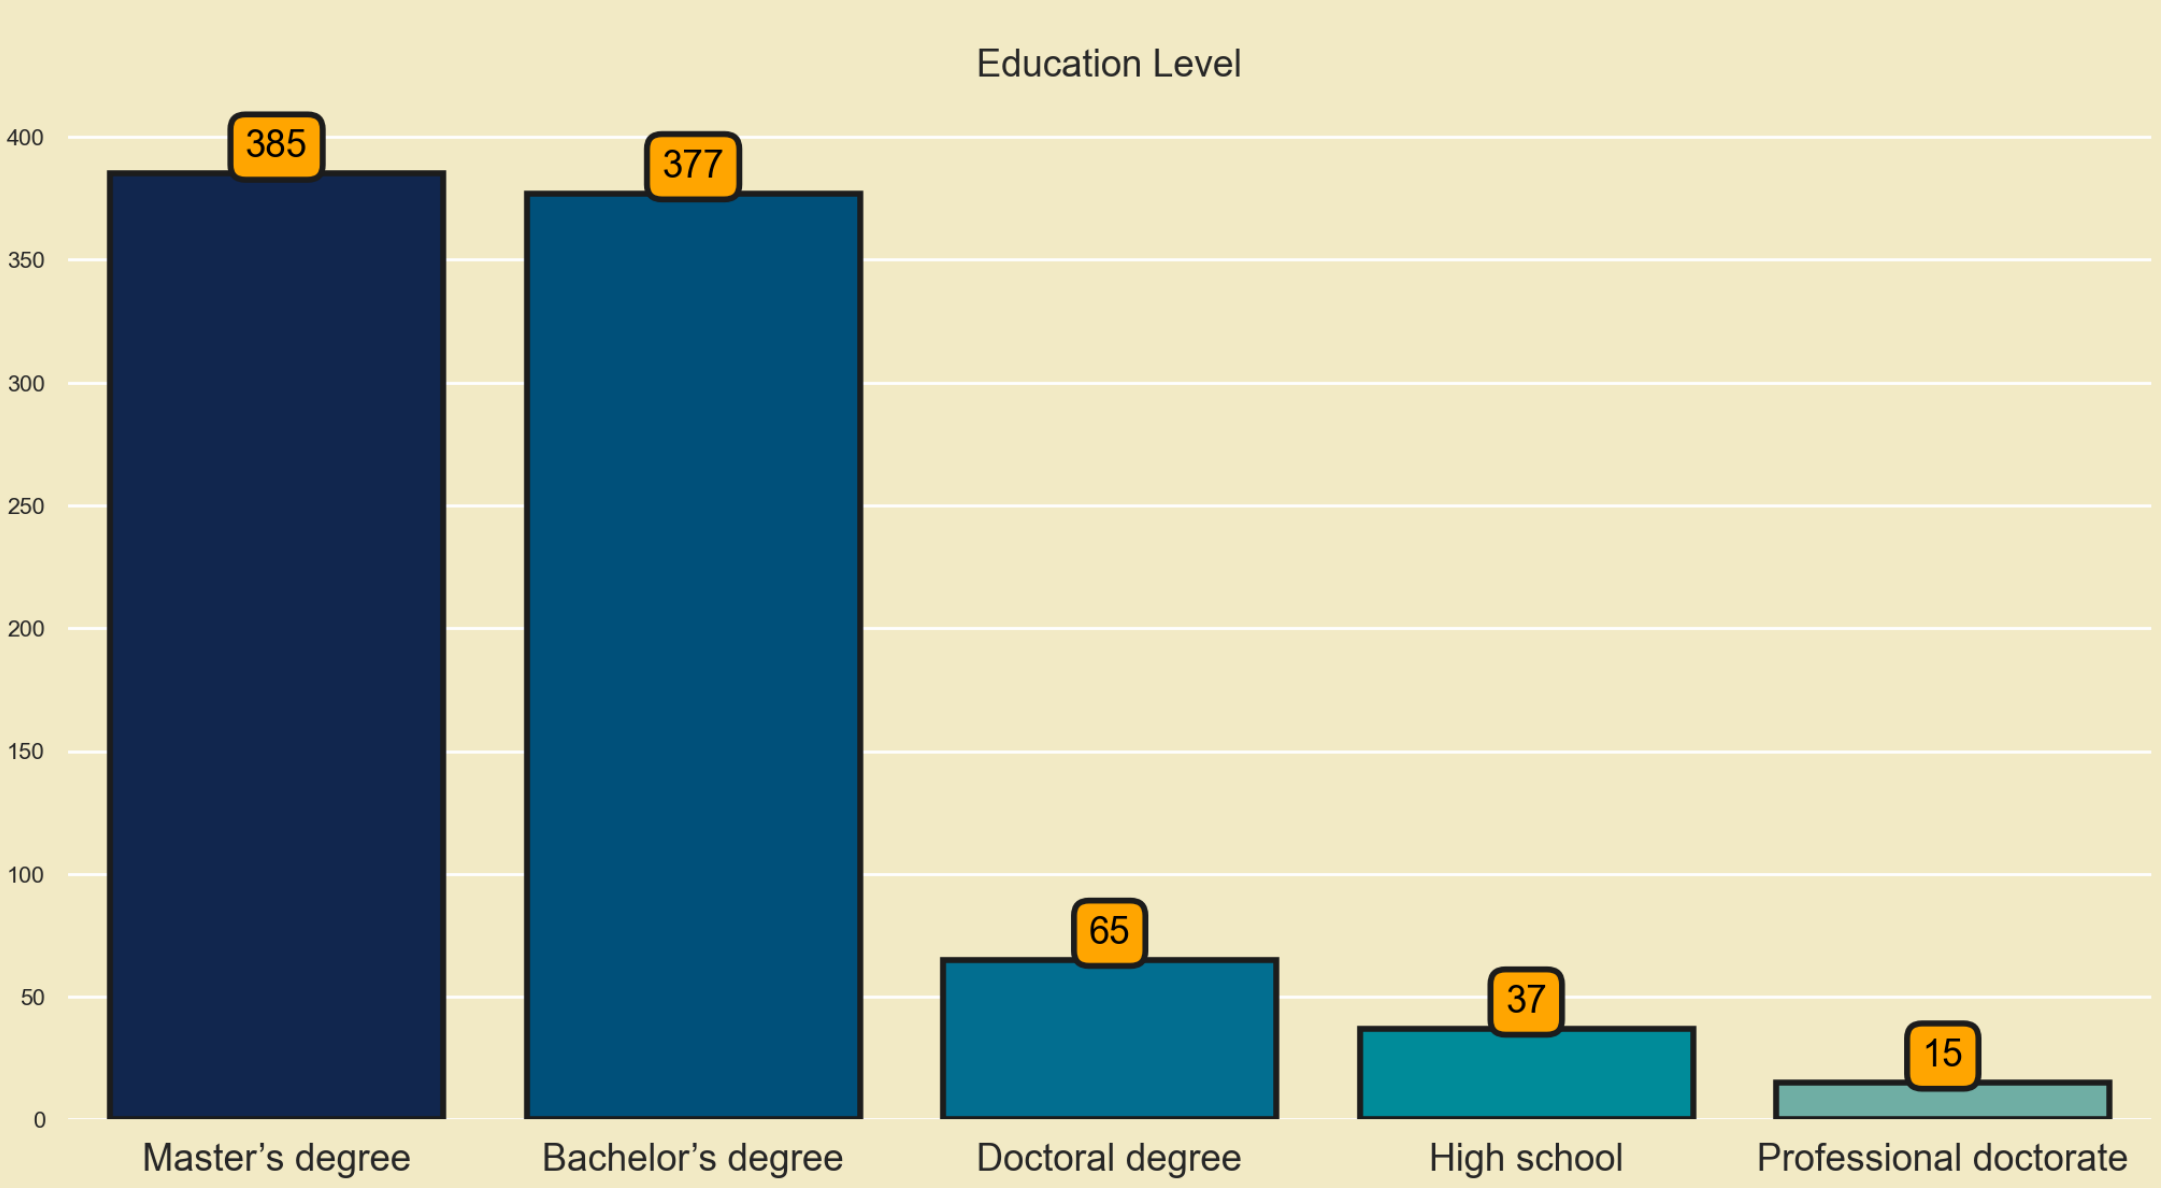 Education Level
400
350
300
250
200
150
100
50
0
385
377
65
37
15
Master’s degree
Bachelor’s degree
Doctoral degree
High school
Professional doctorate